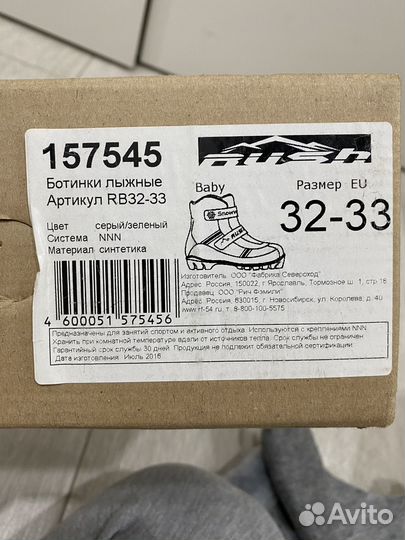 157545
RUSH
Ботинки лыжные
Артикул RB32-33
Baby
Размер EU
32-33
Цвет серый/зеленый
Система NNN
Материал синтетика
Изготовитель: ООО "Фабрика Североход"
Адрес: Россия, 150022, г. Ярославль, Тормозное ш. 1, стр.16
Продавец: ООО "Рич Фэмили"
Адрес: Россия, 630015, г. Новосибирск, ул. Королева, д. 40
www.rf-54.ru, т. 8-800-100-5575
4 600051 575456
Предназначены для занятий спортом и активного отдыха. Используются с креплениями NNN
Хранить при комнатной температуре вдали от источников тепла. Срок службы не ограничен
Гарантийный срок службы 30 дней. Продукция не подлежит обязательной сертификации.
Дата изготовления : Июль 2016
Avito